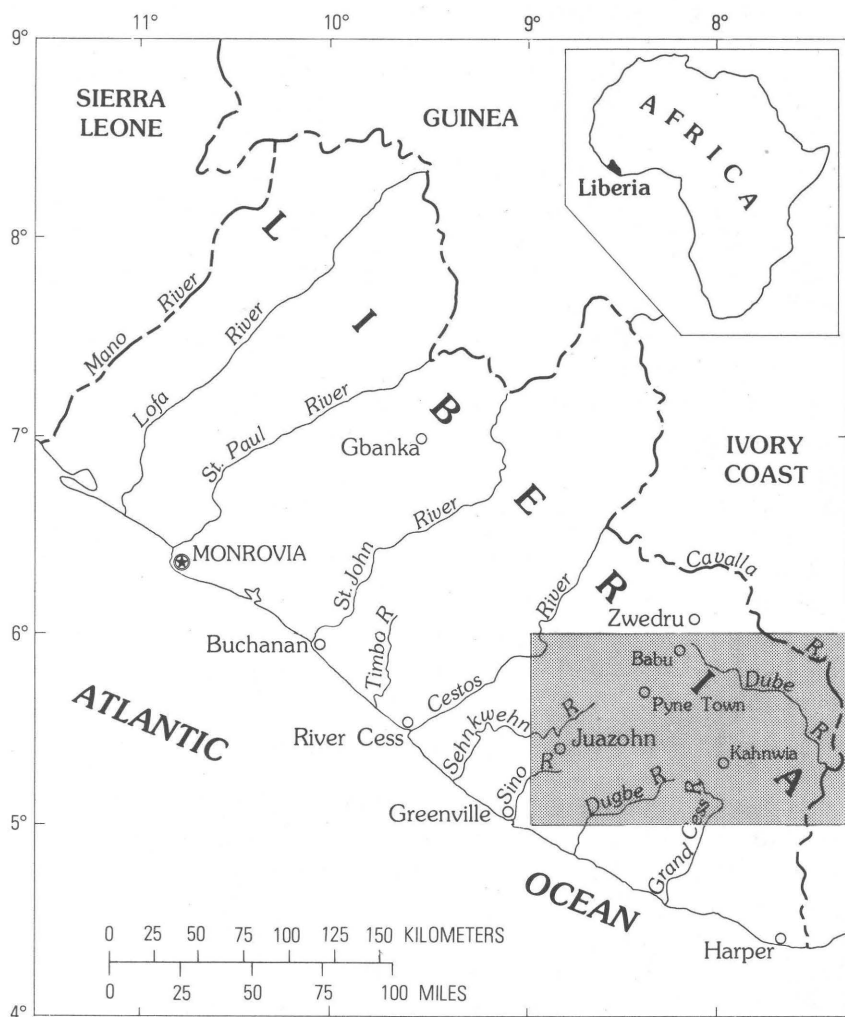 11° 10° 9° 8°
9°
SIERRA
LEONE
GUINEA
AFRICA
Liberia
8°
LIBERIA
Mano River
Lofa River
St. Paul River
7°
Gbanka
IVORY
COAST
MONROVIA
St. John River
Cavalla R
Zwedru
6°
Buchanan
Timbo R
Cestos River
Babu
Dube R
Pyne Town
River Cess
Sehnkwehn R
Juazohn
Kahnwia
Sino R
Greenville
Dugbe R
Grand Cess R
5°
ATLANTIC
OCEAN
Harper
0 25 50 75 100 125 150 KILOMETERS
0 25 50 75 100 MILES
4°